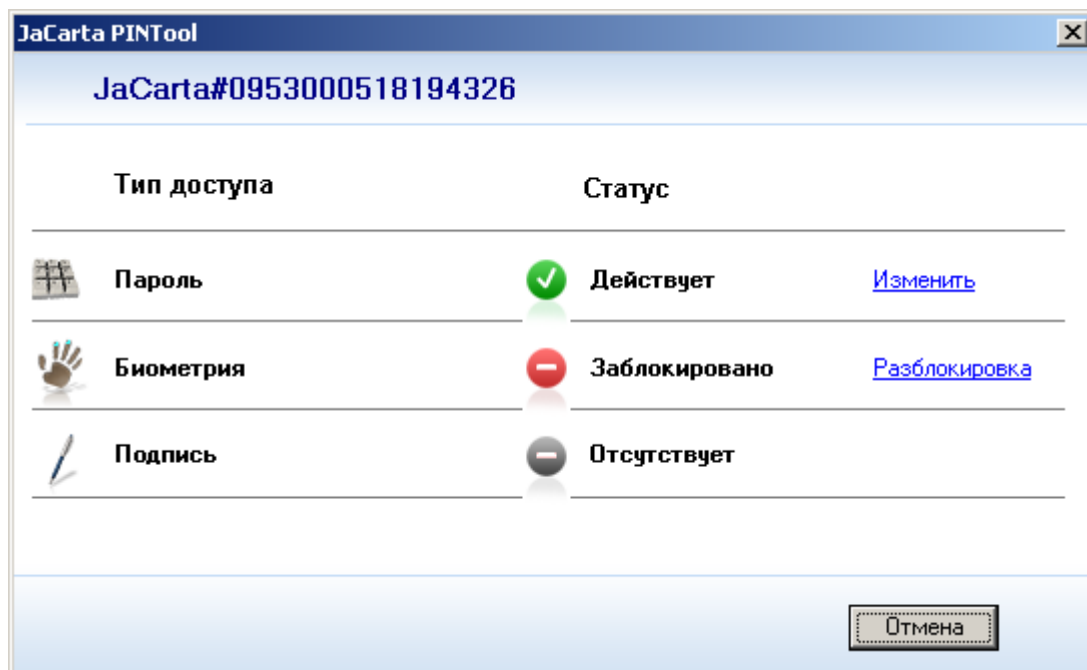 JaCarta PINTool
JaCarta#0953000518194326
Тип доступа Статус
Пароль Действует Изменить
Биометрия Заблокировано Разблокировка
Подпись Отсутствует
Отмена